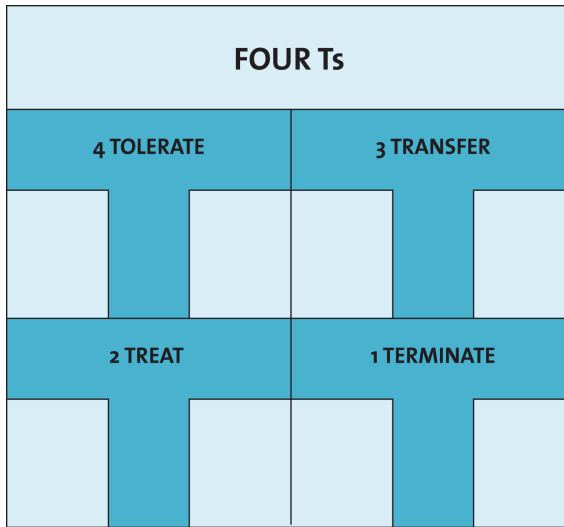 FOUR Ts
4 TOLERATE
3 TRANSFER
2 TREAT
1 TERMINATE